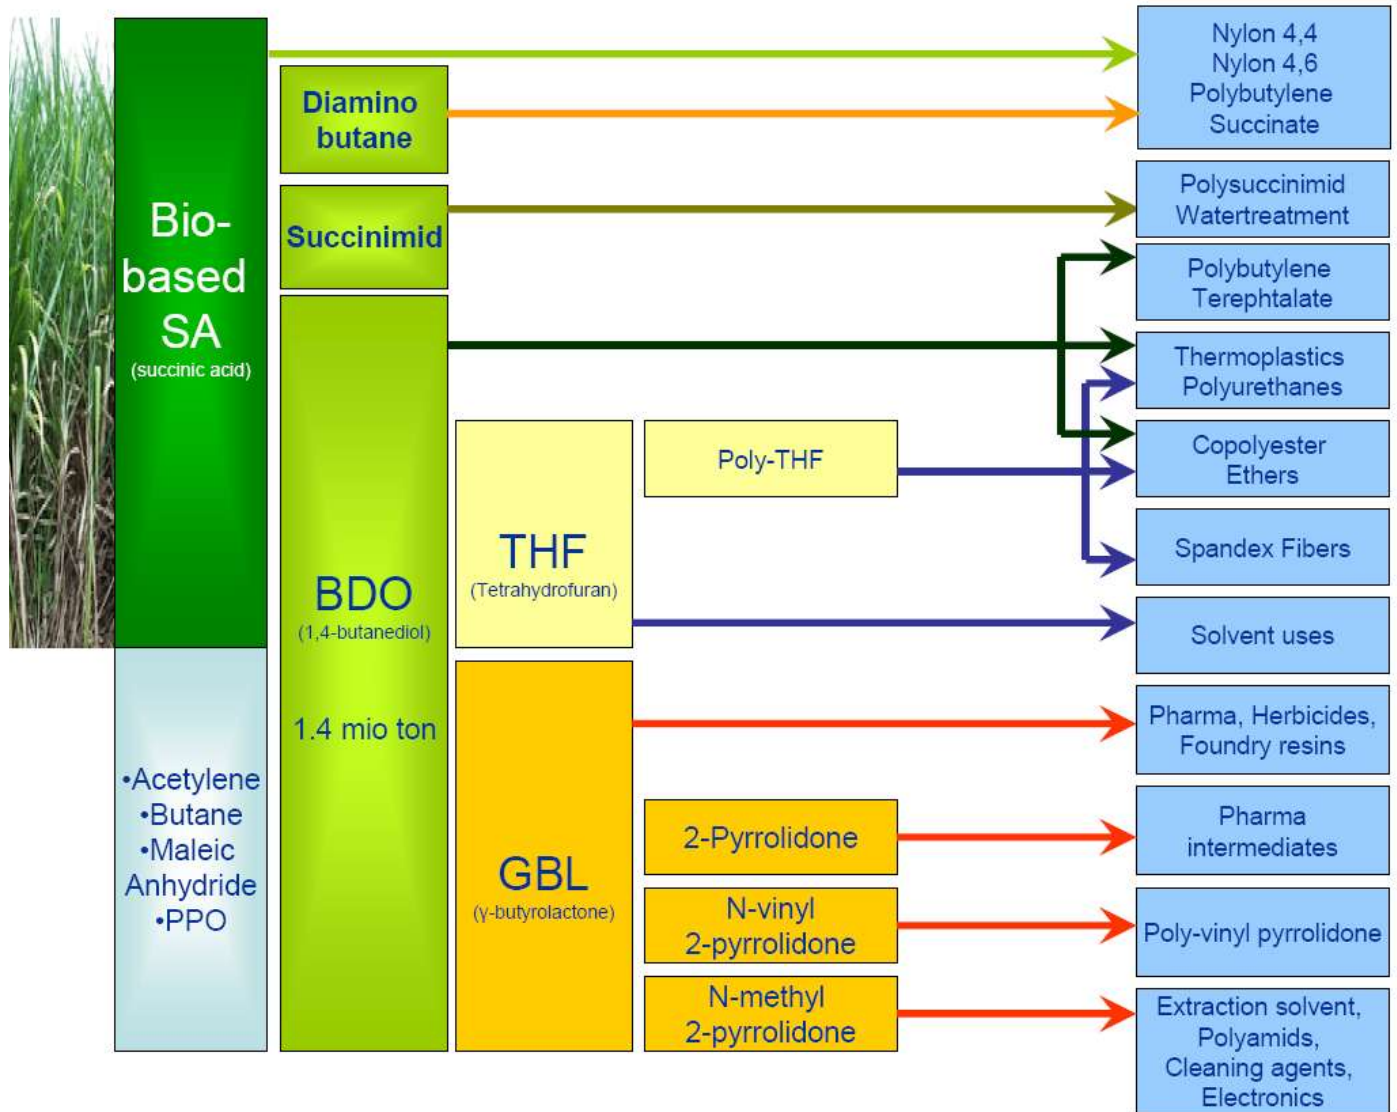 Bio-
based
SA
(succinic acid)
•Acetylene
•Butane
•Maleic
Anhydride
•PPO
Diamino
butane
Succinimid
BDO
(1,4-butanediol)
1.4 mio ton
THF
(Tetrahydrofuran)
GBL
(γ-butyrolactone)
Poly-THF
2-Pyrrolidone
N-vinyl
2-pyrrolidone
N-methyl
2-pyrrolidone
Nylon 4,4
Nylon 4,6
Polybutylene
Succinate
Polysuccinimid
Watertreatment
Polybutylene
Terephtalate
Thermoplastics
Polyurethanes
Copolyester
Ethers
Spandex Fibers
Solvent uses
Pharma, Herbicides,
Foundry resins
Pharma
intermediates
Poly-vinyl pyrrolidone
Extraction solvent,
Polyamids,
Cleaning agents,
Electronics